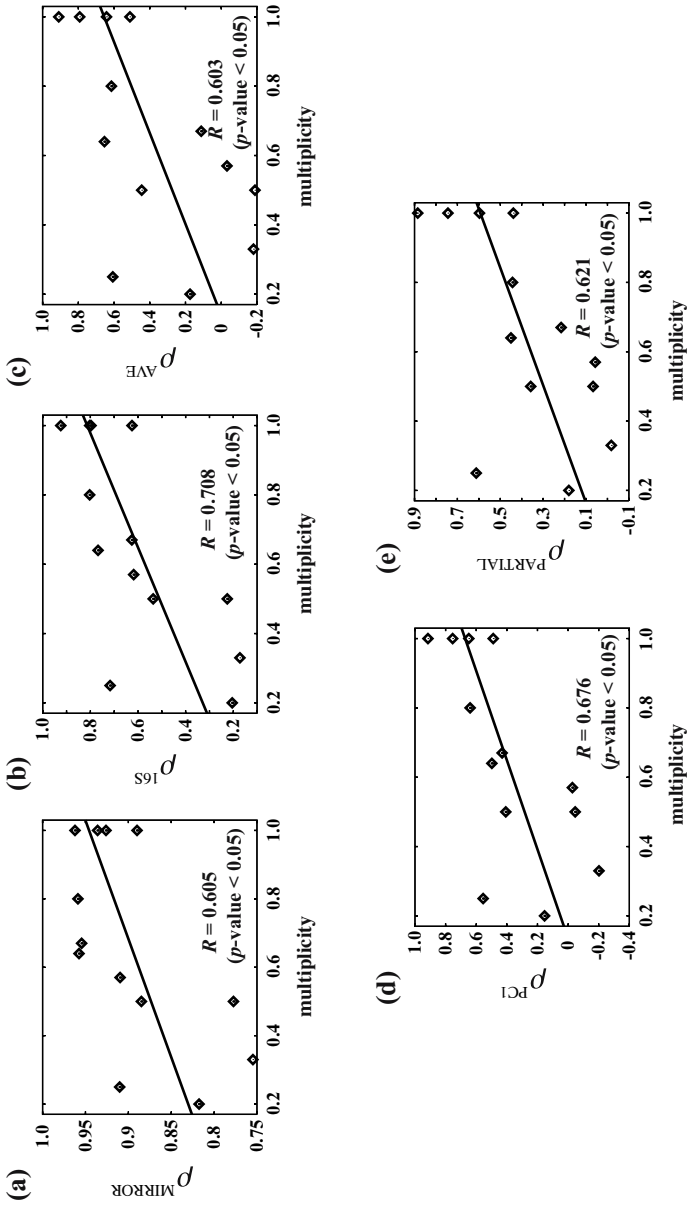 (a)
1.0
0.95
0.9
0.85
0.8
0.75
ρMIRROR
0.2
0.4
0.6
0.8
1.0
multiplicity
R = 0.605
(p-value < 0.05)
(b)
1.0
0.8
0.6
0.4
0.2
ρ16S
0.2
0.4
0.6
0.8
1.0
multiplicity
R = 0.708
(p-value < 0.05)
(c)
1.0
0.8
0.6
0.4
0.2
0
-0.2
ρAVE
0.2
0.4
0.6
0.8
1.0
multiplicity
R = 0.603
(p-value < 0.05)
(d)
1.0
0.8
0.6
0.4
0.2
0
-0.2
-0.4
ρPC1
0.2
0.4
0.6
0.8
1.0
multiplicity
R = 0.676
(p-value < 0.05)
(e)
0.9
0.7
0.5
0.3
0.1
-0.1
ρPARTIAL
0.2
0.4
0.6
0.8
1.0
multiplicity
R = 0.621
(p-value < 0.05)